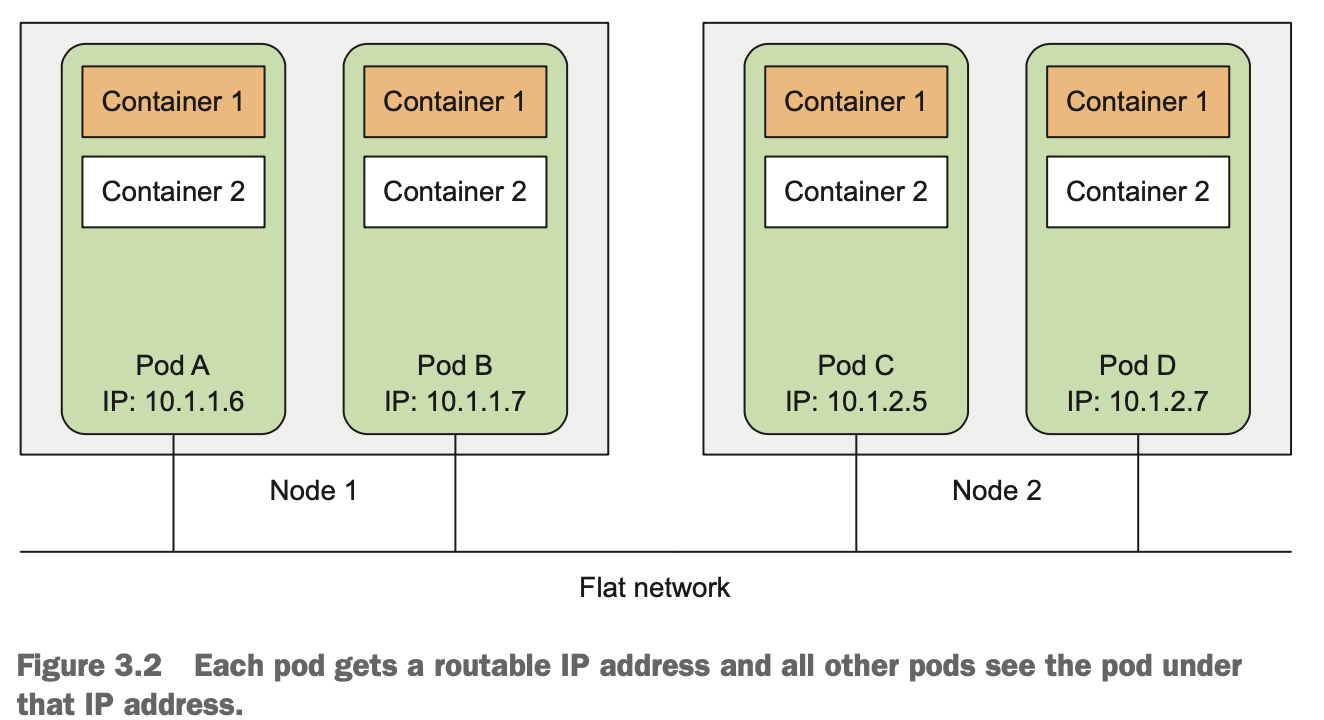 Container 1
Container 2
Pod A
IP: 10.1.1.6
Container 1
Container 2
Pod B
IP: 10.1.1.7
Container 1
Container 2
Pod C
IP: 10.1.2.5
Container 1
Container 2
Pod D
IP: 10.1.2.7
Node 1
Node 2
Flat network
Figure 3.2 Each pod gets a routable IP address and all other pods see the pod under
that IP address.